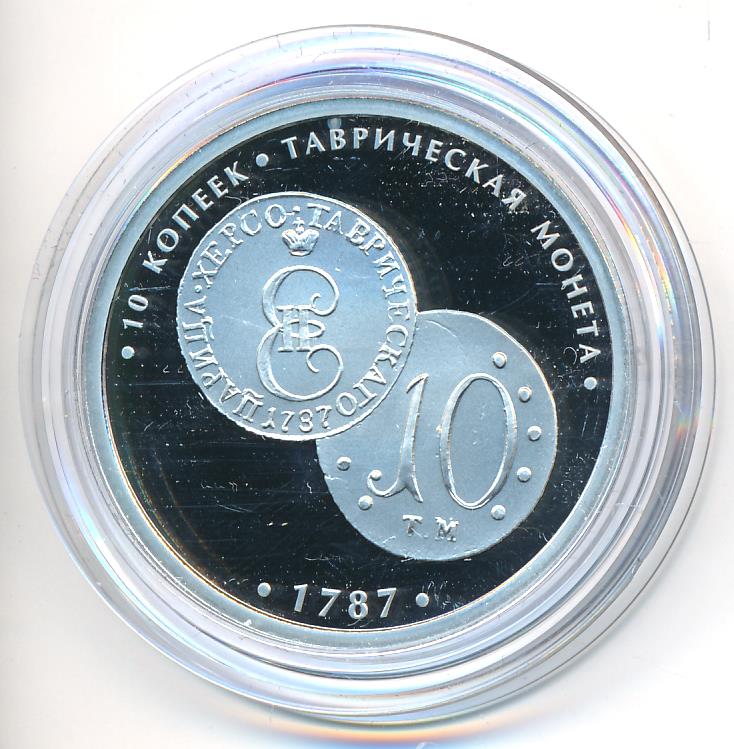 • 10 КОПЕЕК • ТАВРИЧЕСКАЯ МОНЕТА •
ЦАРИЦА • ХЕРСО • ТАВРИЧЕСКАГО
1787
10
Т. М
• 1787 •